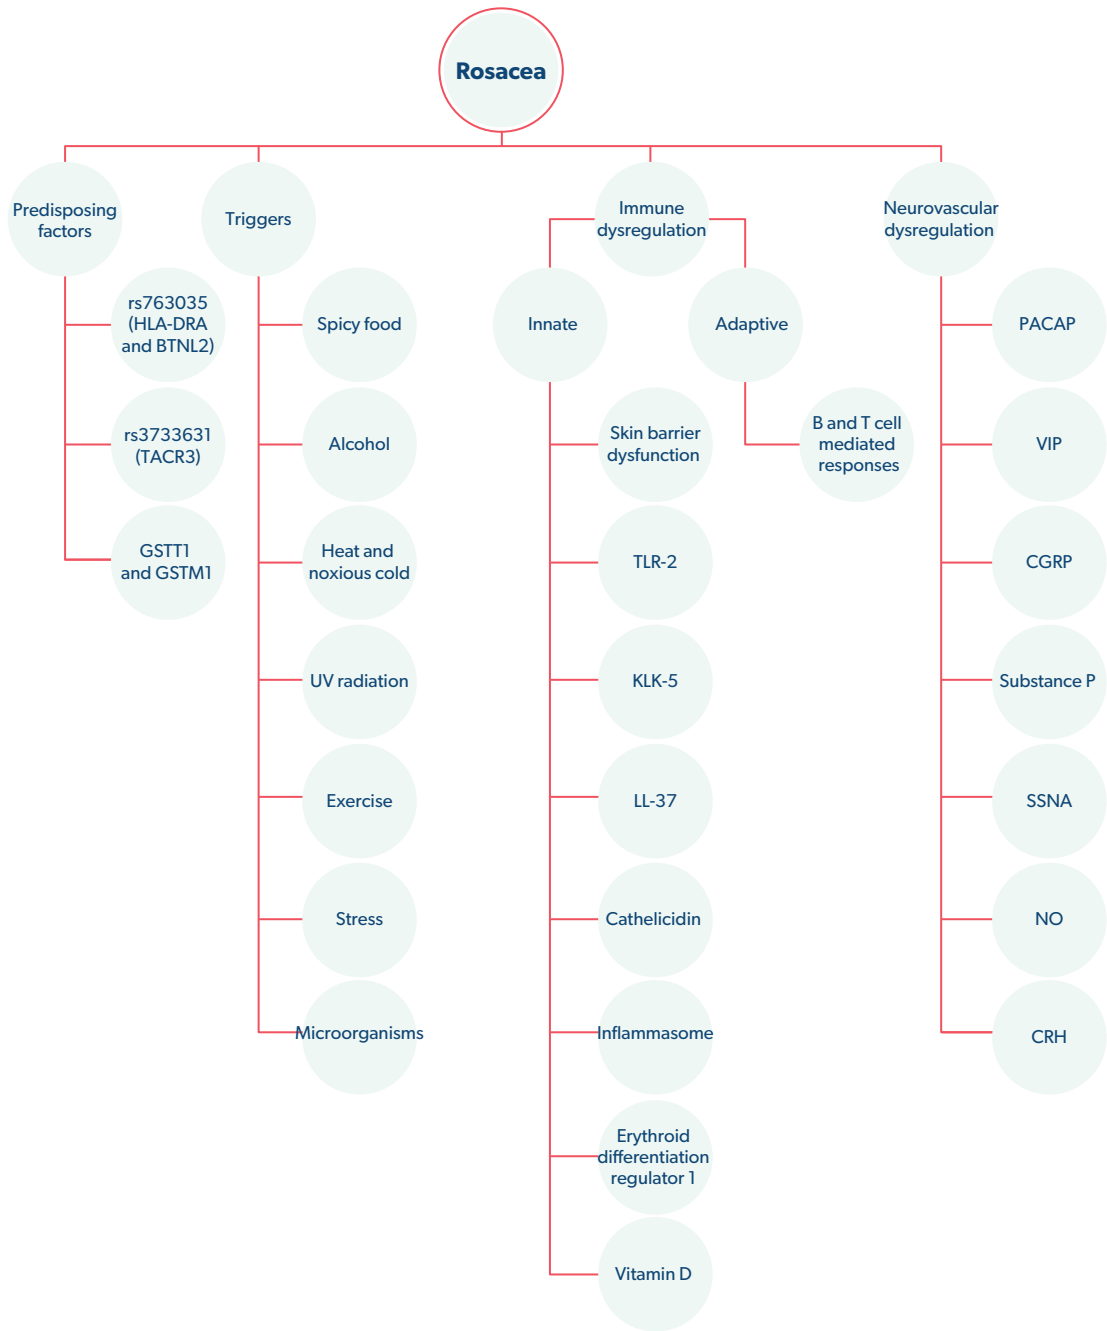 Rosacea
Predisposing
factors
rs763035
(HLA-DRA
and BTNL2)
rs3733631
(TACR3)
GSTT1
and GSTM1
Triggers
Spicy food
Alcohol
Heat and
noxious cold
UV radiation
Exercise
Stress
Microorganisms
Immune
dysregulation
Innate
Skin barrier
dysfunction
TLR-2
KLK-5
LL-37
Cathelicidin
Inflammasome
Erythroid
differentiation
regulator 1
Vitamin D
Adaptive
B and T cell
mediated
responses
Neurovascular
dysregulation
PACAP
VIP
CGRP
Substance P
SSNA
NO
CRH